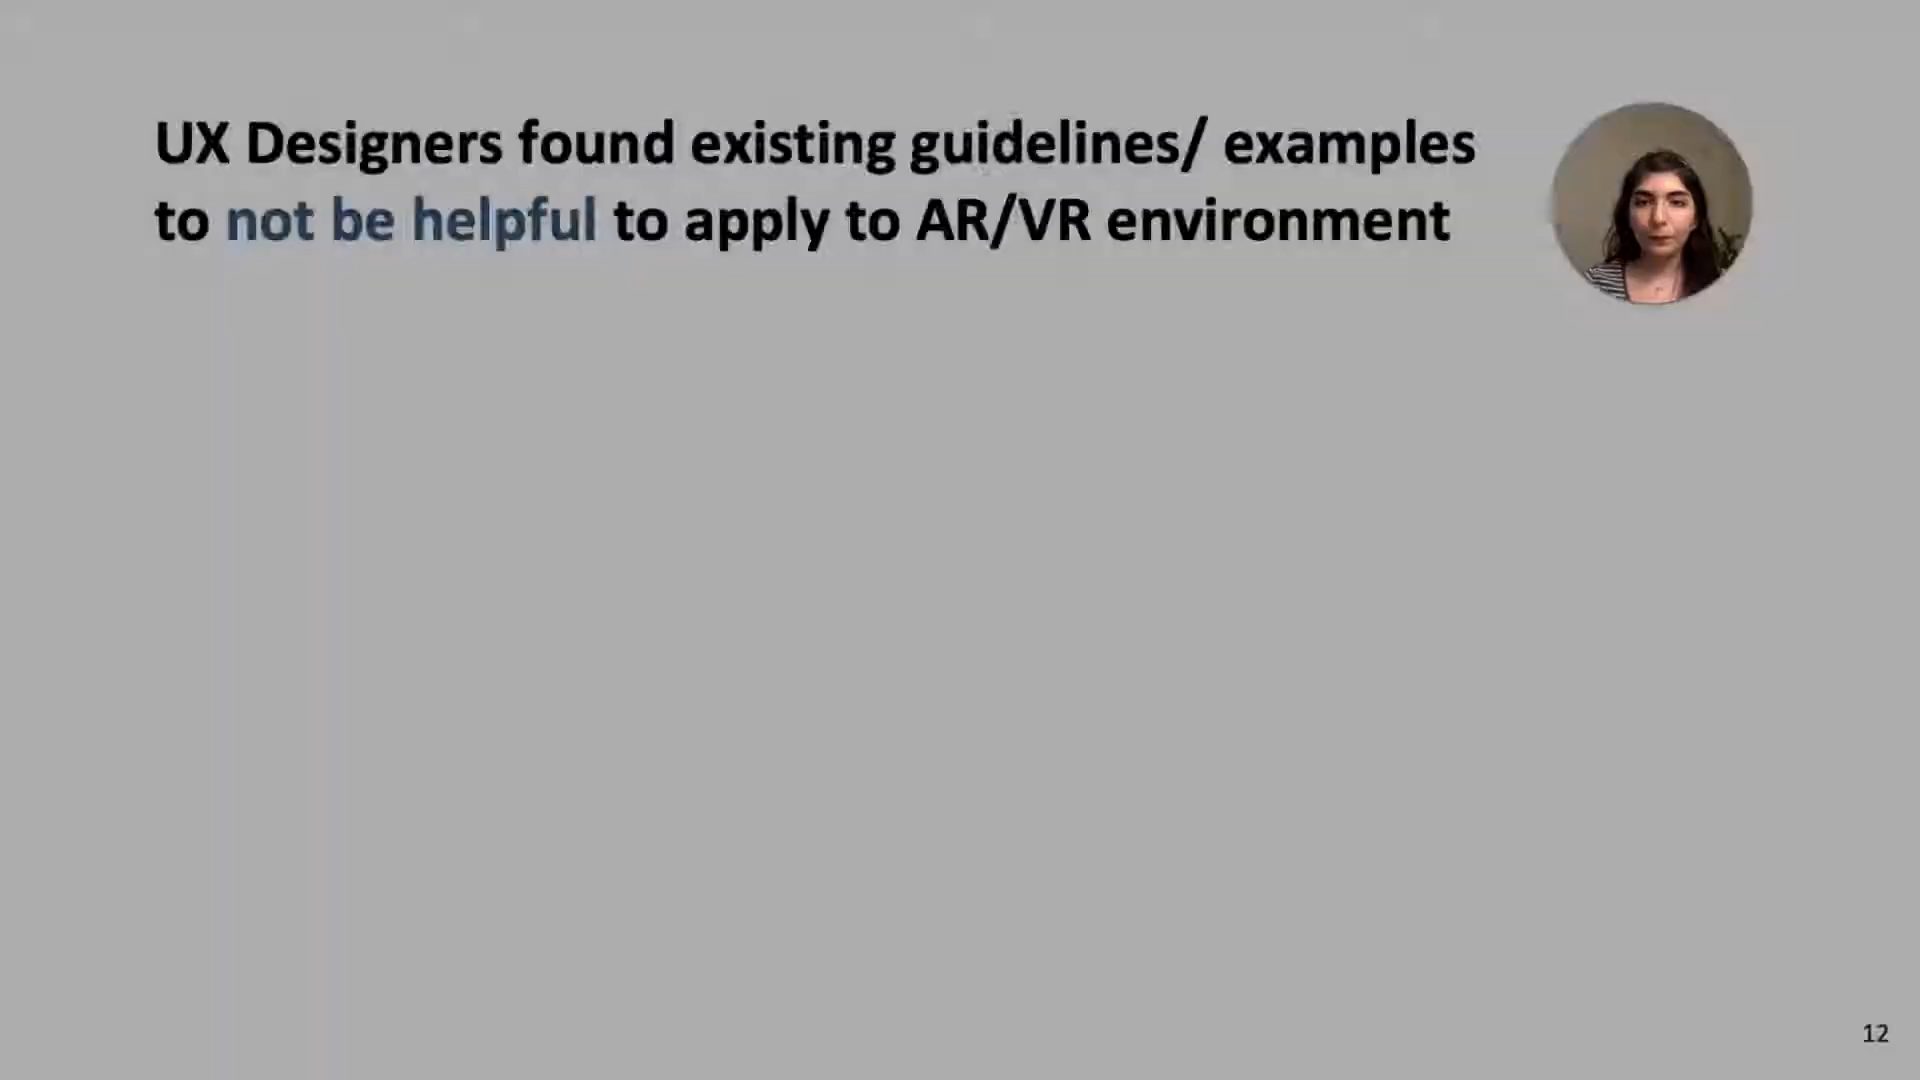 UX Designers found existing guidelines/ examples
to not be helpful to apply to AR/VR environment
12